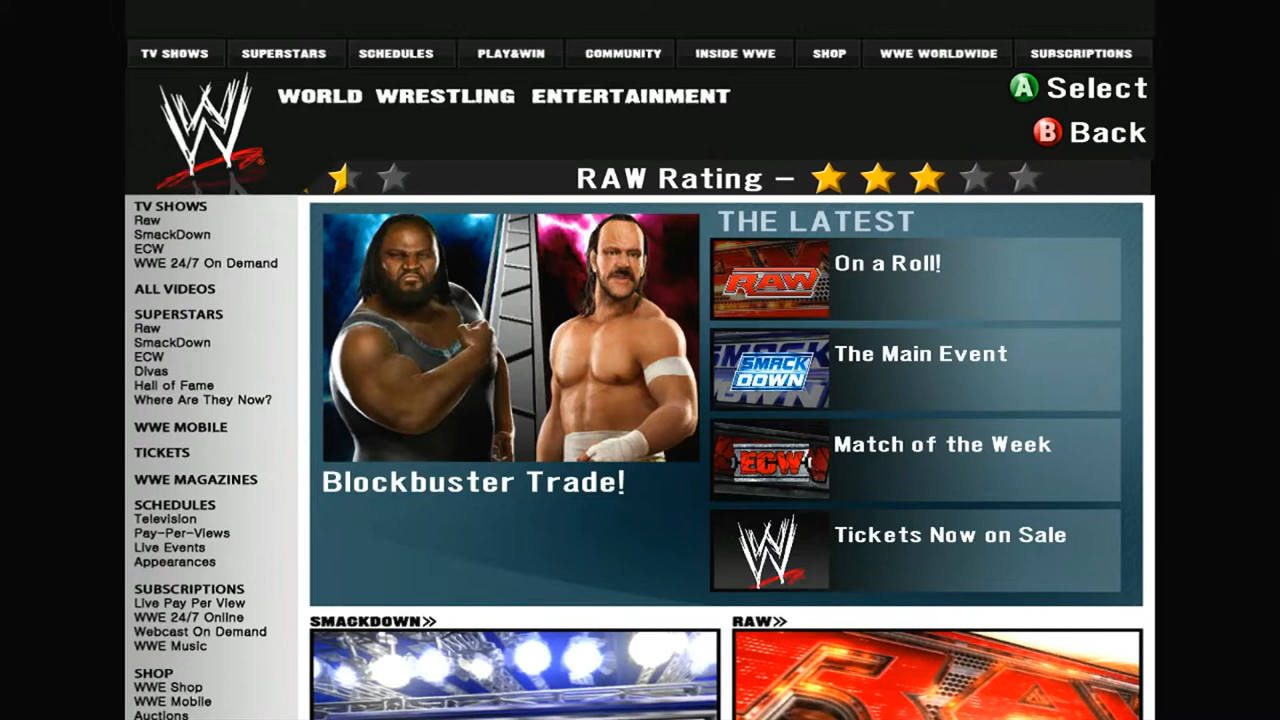 TV SHOWS SUPERSTARS SCHEDULES PLAY&WIN COMMUNITY INSIDE WWE SHOP WWE WORLDWIDE SUBSCRIPTIONS
WORLD WRESTLING ENTERTAINMENT
A Select
B Back
RAW Rating –
TV SHOWS
Raw
SmackDown
ECW
WWE 24/7 On Demand
ALL VIDEOS
SUPERSTARS
Raw
SmackDown
ECW
Divas
Hall of Fame
Where Are They Now?
WWE MOBILE
TICKETS
WWE MAGAZINES
SCHEDULES
Television
Pay-Per-Views
Live Events
Appearances
SUBSCRIPTIONS
Live Pay Per View
WWE 24/7 Online
Webcast On Demand
WWE Music
SHOP
WWE Shop
WWE Mobile
Auctions
Blockbuster Trade!
THE LATEST
RAW
On a Roll!
SMACK
DOWN
The Main Event
ECW
Match of the Week
W
Tickets Now on Sale
SMACKDOWN>>
RAW>>
RAW